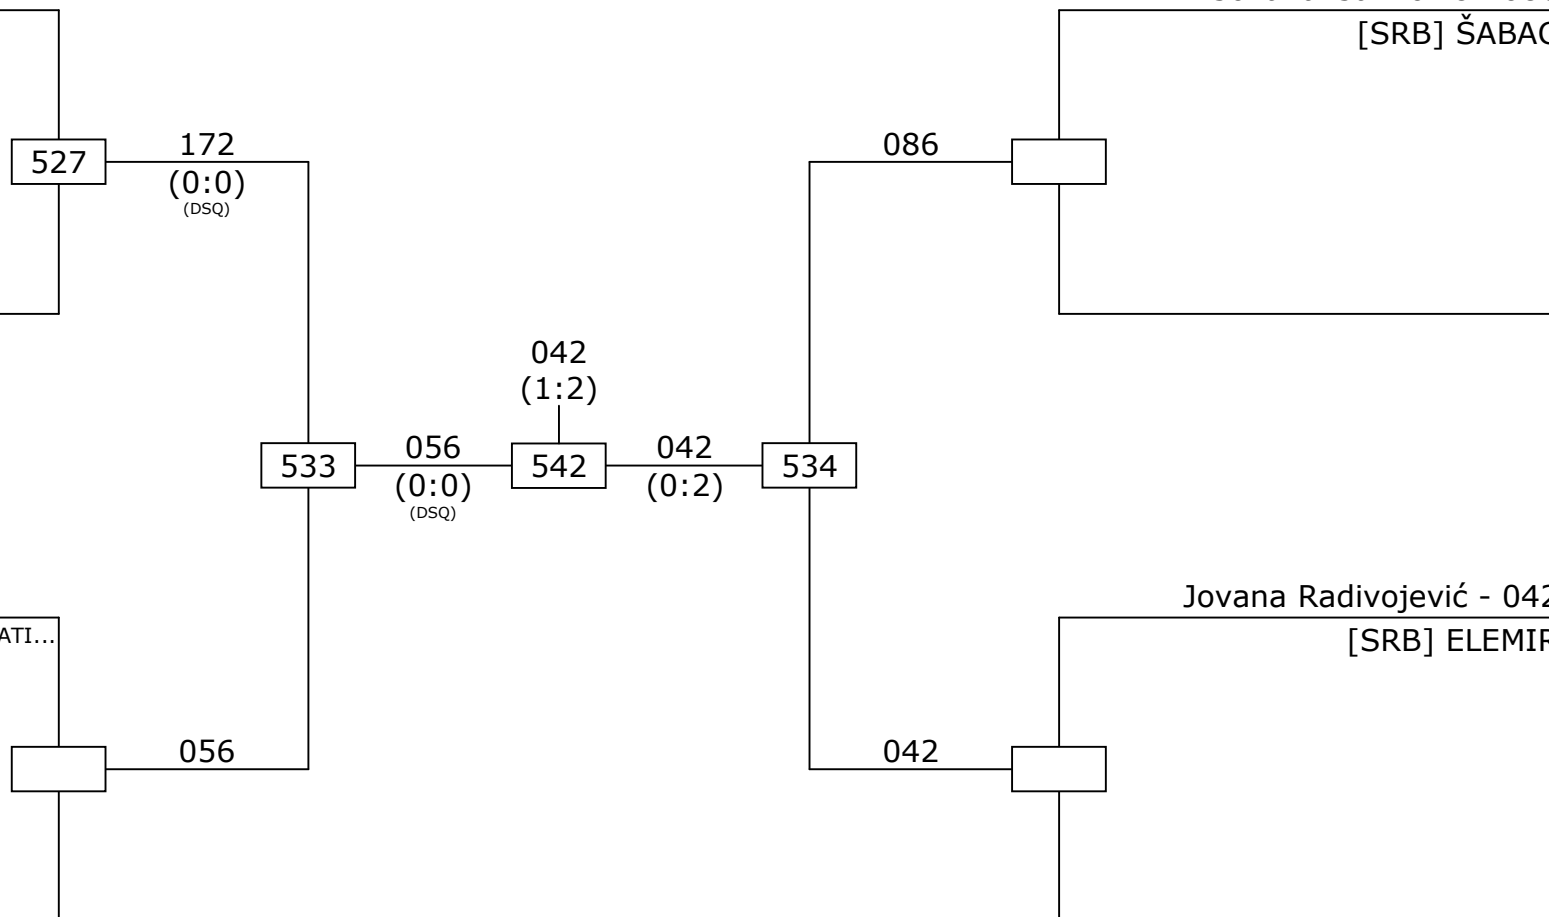 [SRB] ŠABAC
172
086
527
(0:0)
(DSQ)
042
(1:2)
056
042
533
542
534
(0:0)
(0:2)
(DSQ)
Jovana Radivojević - 042
ATI...
[SRB] ELEMIR
056
042